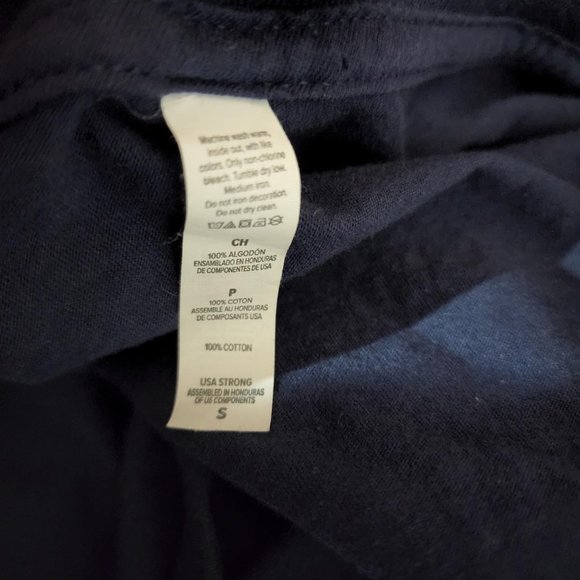 Machine wash warm,
inside out, with like
colors. Only non-chlorine
bleach. Tumble dry low.
Medium iron.
Do not iron decoration.
Do not dry clean.
CH
100% ALGODÓN
ENSAMBLADO EN HONDURAS
DE COMPONENTES DE USA
P
100% COTON
ASSEMBLÉ AU HONDURAS
DE COMPOSANTS USA
100% COTTON
USA STRONG
ASSEMBLED IN HONDURAS
OF US COMPONENTS
S